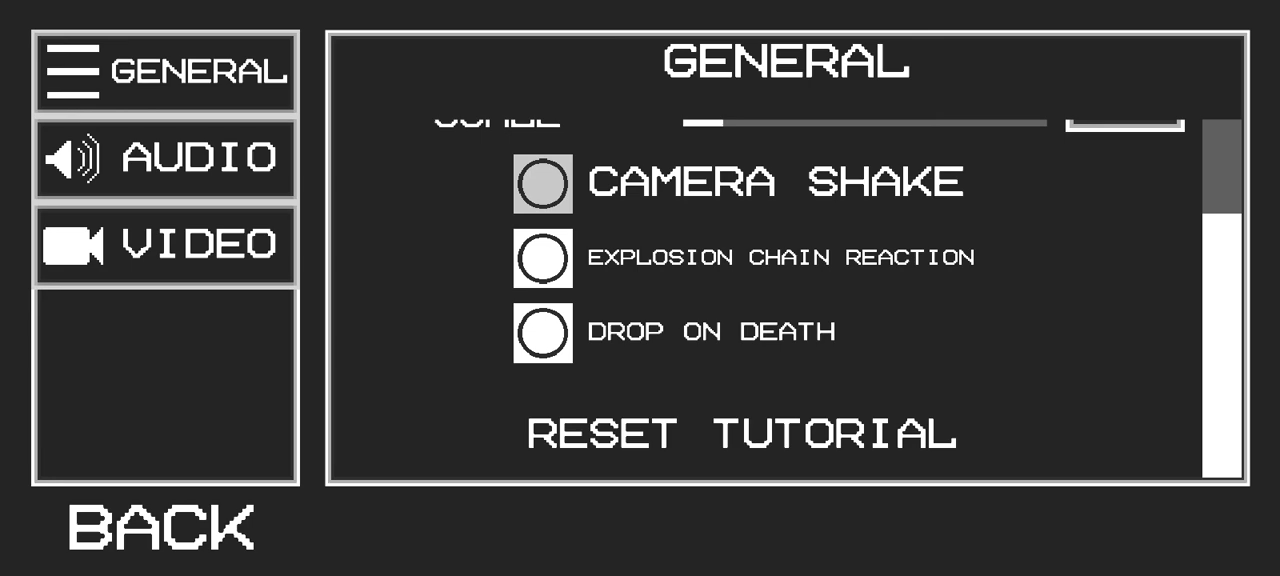 GENERAL
AUDIO
VIDEO
BACK
GENERAL
CAMERA SHAKE
EXPLOSION CHAIN REACTION
DROP ON DEATH
RESET TUTORIAL